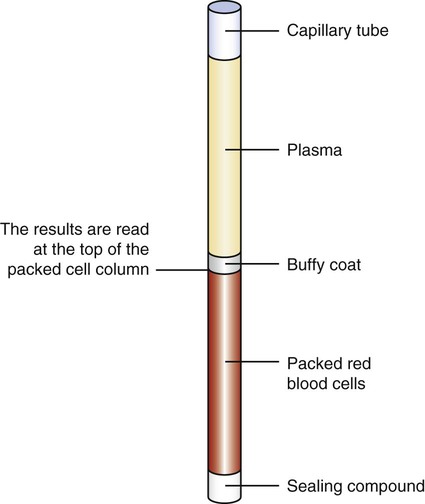 Capillary tube
Plasma
The results are read
at the top of the
packed cell column
Buffy coat
Packed red
blood cells
Sealing compound